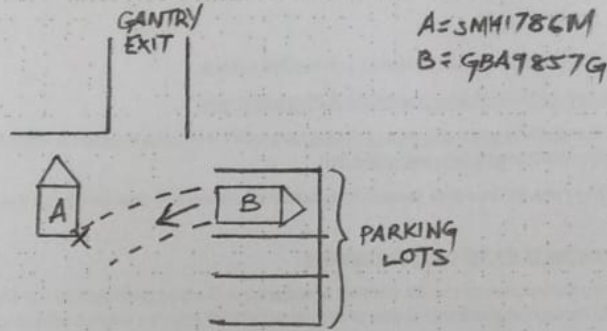 GANTRY
EXIT
A=SMH1786M
B=GBA9857G
A
B
X
PARKING
LOTS